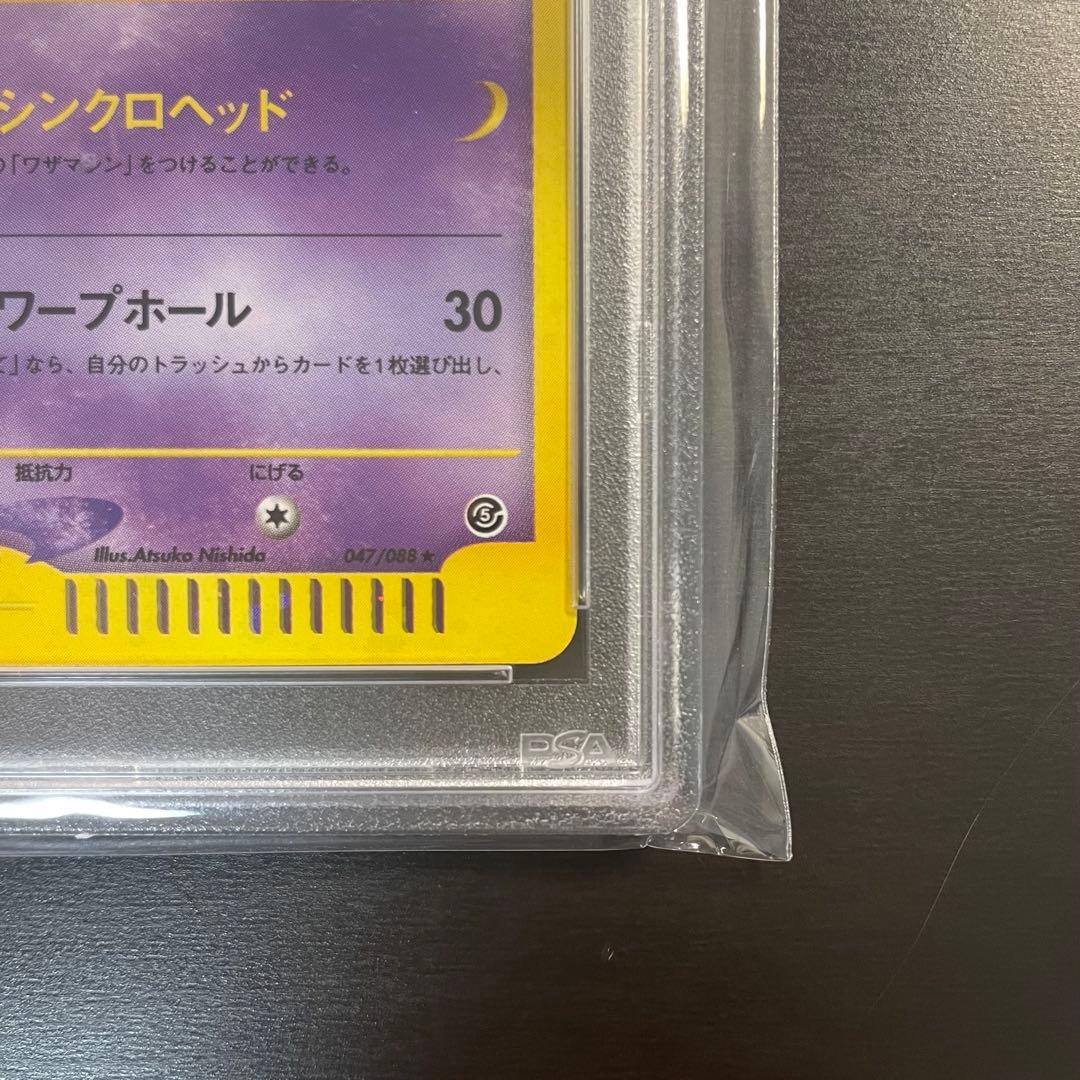 シンクロヘッド
の「ワザマシン」をつけることができる。
ワープホール 30
て」なら、自分のトラッシュからカードを1枚選び出し、
抵抗力 にげる
5
Illus.Atsuko Nishida 047/088★
PSA